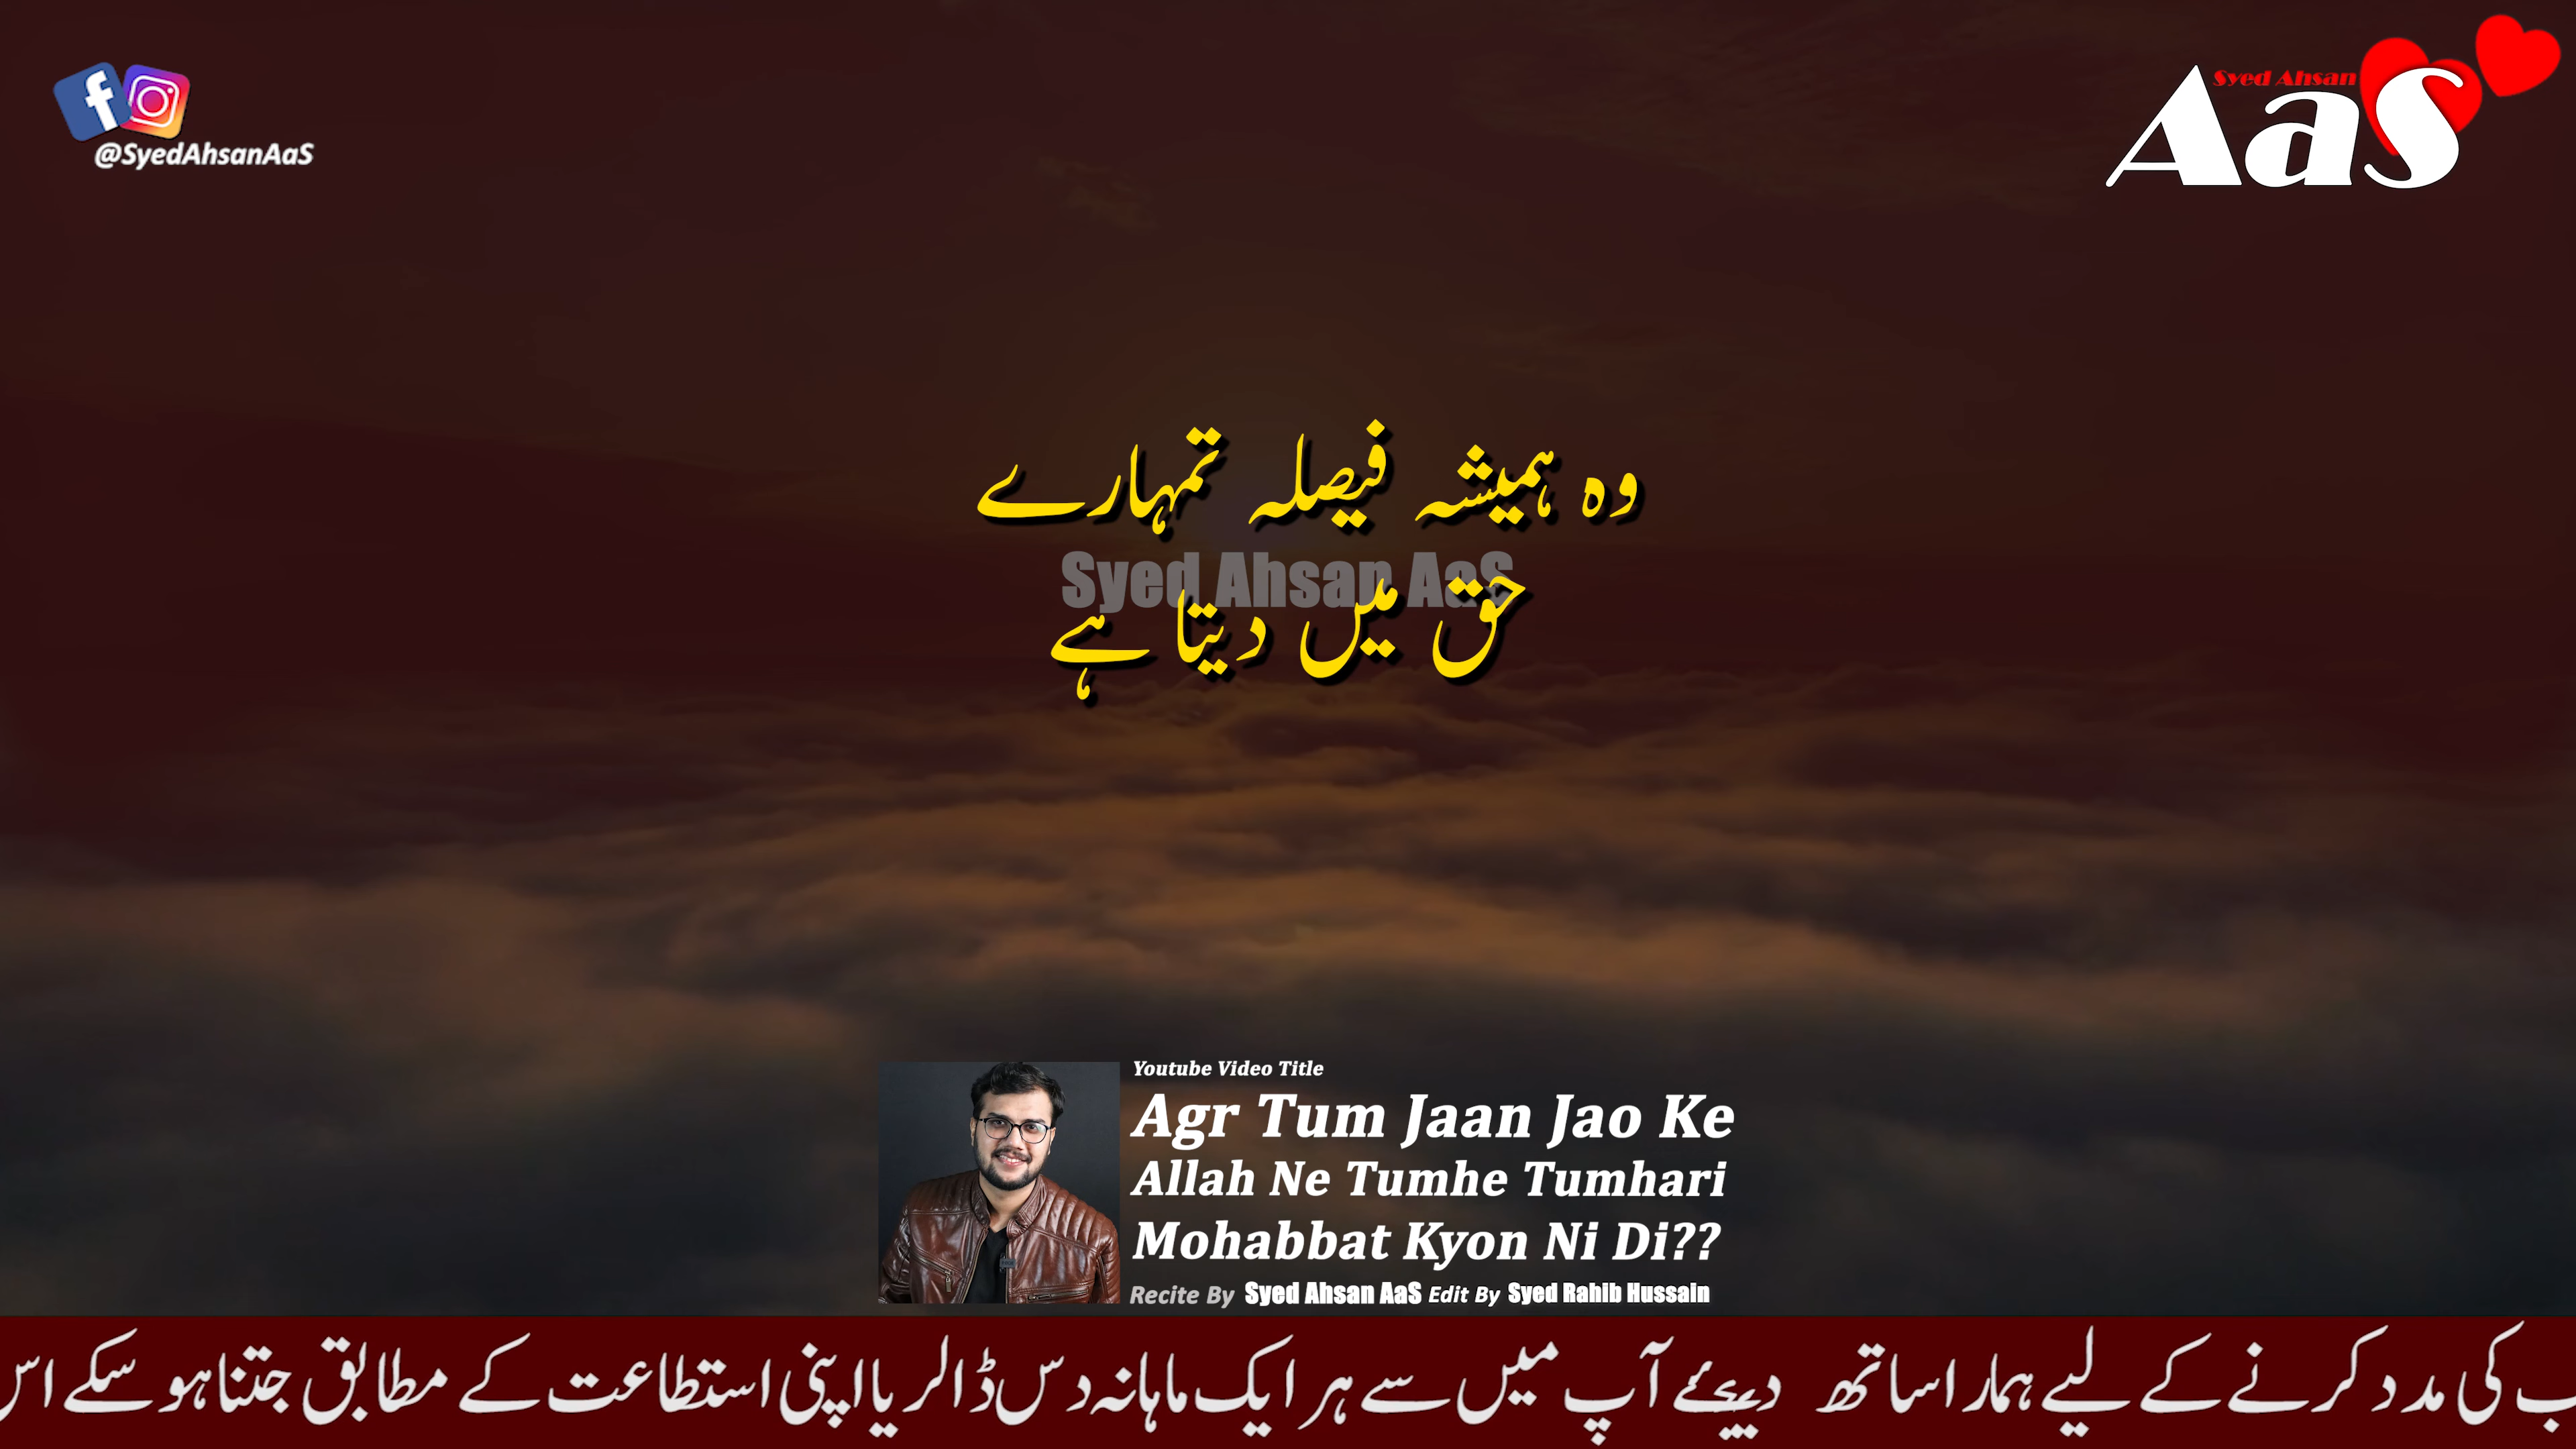 @SyedAhsanAaS
Syed Ahsan
AaS
وہ ہمیشہ فیصلہ تمہارے
Syed Ahsan AaS
حق میں دیتا ہے
Youtube Video Title
Agr Tum Jaan Jao Ke
Allah Ne Tumhe Tumhari
Mohabbat Kyon Ni Di??
Recite By Syed Ahsan AaS Edit By Syed Rahib Hussain
کی مدد کرنے کے لیے ہمارا ساتھ دیجئے آپ میں سے ہر ایک ماہانہ دس ڈالر یا اپنی استطاعت کے مطابق جتنا ہو سکے اس